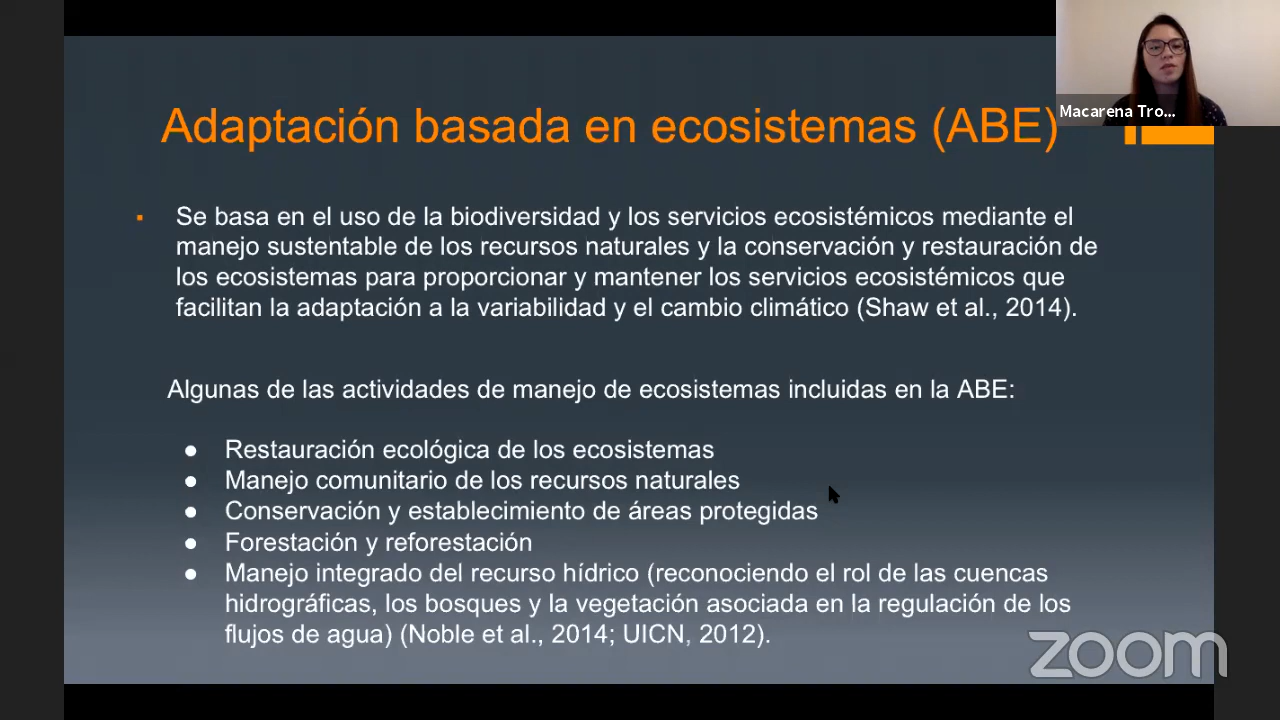 Macarena Tro...
Adaptación basada en ecosistemas (ABE)
Se basa en el uso de la biodiversidad y los servicios ecosistémicos mediante el
manejo sustentable de los recursos naturales y la conservación y restauración de
los ecosistemas para proporcionar y mantener los servicios ecosistémicos que
facilitan la adaptación a la variabilidad y el cambio climático (Shaw et al., 2014).
Algunas de las actividades de manejo de ecosistemas incluidas en la ABE:
● Restauración ecológica de los ecosistemas
● Manejo comunitario de los recursos naturales
● Conservación y establecimiento de áreas protegidas
● Forestación y reforestación
● Manejo integrado del recurso hídrico (reconociendo el rol de las cuencas
hidrográficas, los bosques y la vegetación asociada en la regulación de los
flujos de agua) (Noble et al., 2014; UICN, 2012).
zoom